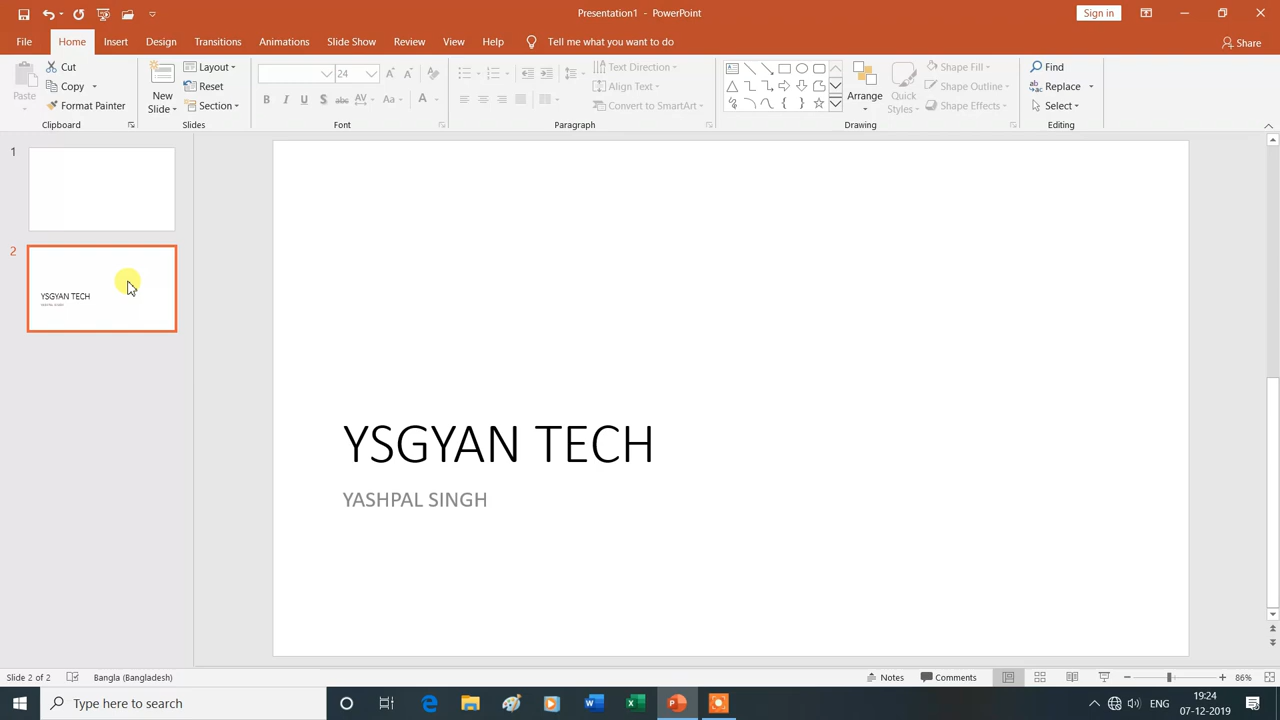 Presentation1 - PowerPoint
Sign in
File Home Insert Design Transitions Animations Slide Show Review View Help Tell me what you want to do
Share
Paste
Cut
Copy
Format Painter
Clipboard
New Slide
Layout
Reset
Section
Slides
24
B I U S abc AV Aa A
Font
Text Direction
Align Text
Convert to SmartArt
Paragraph
Arrange
Quick Styles
Shape Fill
Shape Outline
Shape Effects
Drawing
Find
Replace
Select
Editing
1
2
YSGYAN TECH
YSGYAN TECH
YASHPAL SINGH
Slide 2 of 2
Bangla (Bangladesh)
Notes
Comments
86%
Type here to search
ENG
19:24
07-12-2019